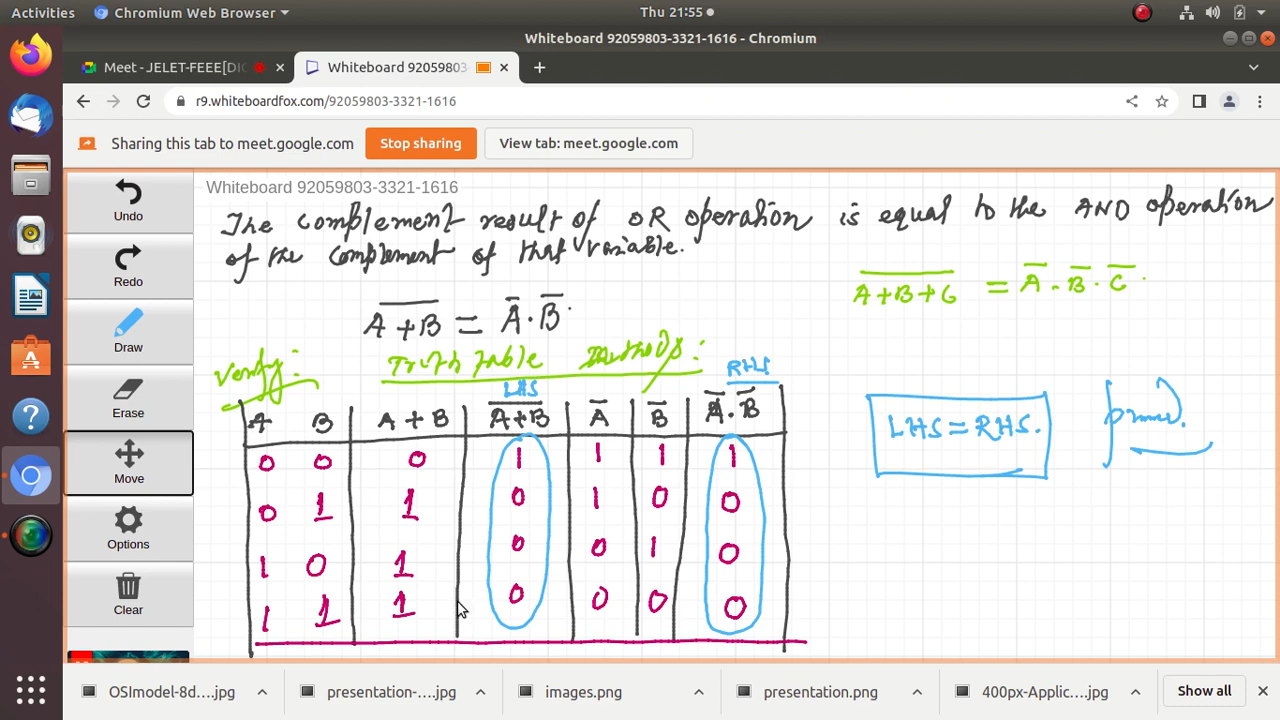 Activities Chromium Web Browser Thu 21:55
Whiteboard 92059803-3321-1616 - Chromium
Meet - JELET-FEEE[DIC Whiteboard 92059803
r9.whiteboardfox.com/92059803-3321-1616
Sharing this tab to meet.google.com Stop sharing View tab: meet.google.com
Whiteboard 92059803-3321-1616
Undo
Redo
Draw
Erase
Move
Options
Clear
The complement result of OR operation is equal to the AND operation
of the complement of that variable.
A̅+̅B̅+̅C̅ = A̅ . B̅ . C̅ .
A̅+̅B̅ = A̅ . B̅ .
Verify: Truth table Methods:
LHS RHS
A B A + B A̅+̅B̅ A̅ B̅ A̅ . B̅
0 0 0 1 1 1 1
0 1 1 0 1 0 0
1 0 1 0 0 1 0
1 1 1 0 0 0 0
LHS = RHS.
OSImodel-8d....jpg presentation-....jpg images.png presentation.png 400px-Applic....jpg Show all